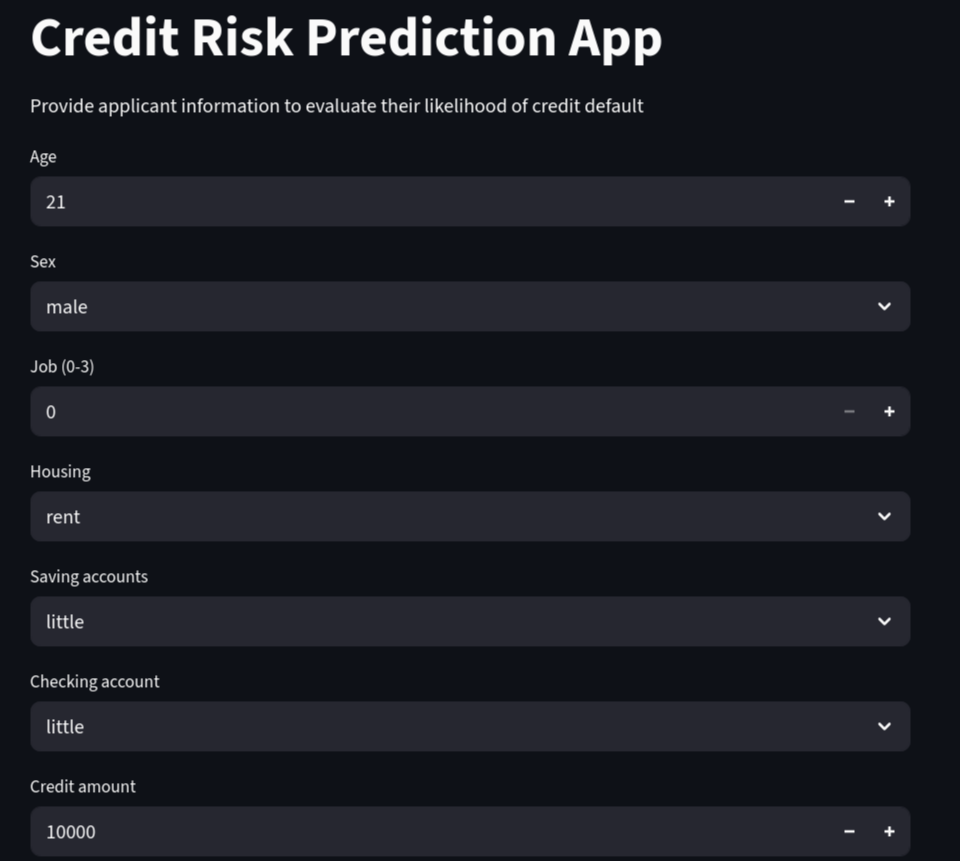 Credit Risk Prediction App
Provide applicant information to evaluate their likelihood of credit default
Age
21
Sex
male
Job (0-3)
0
Housing
rent
Saving accounts
little
Checking account
little
Credit amount
10000